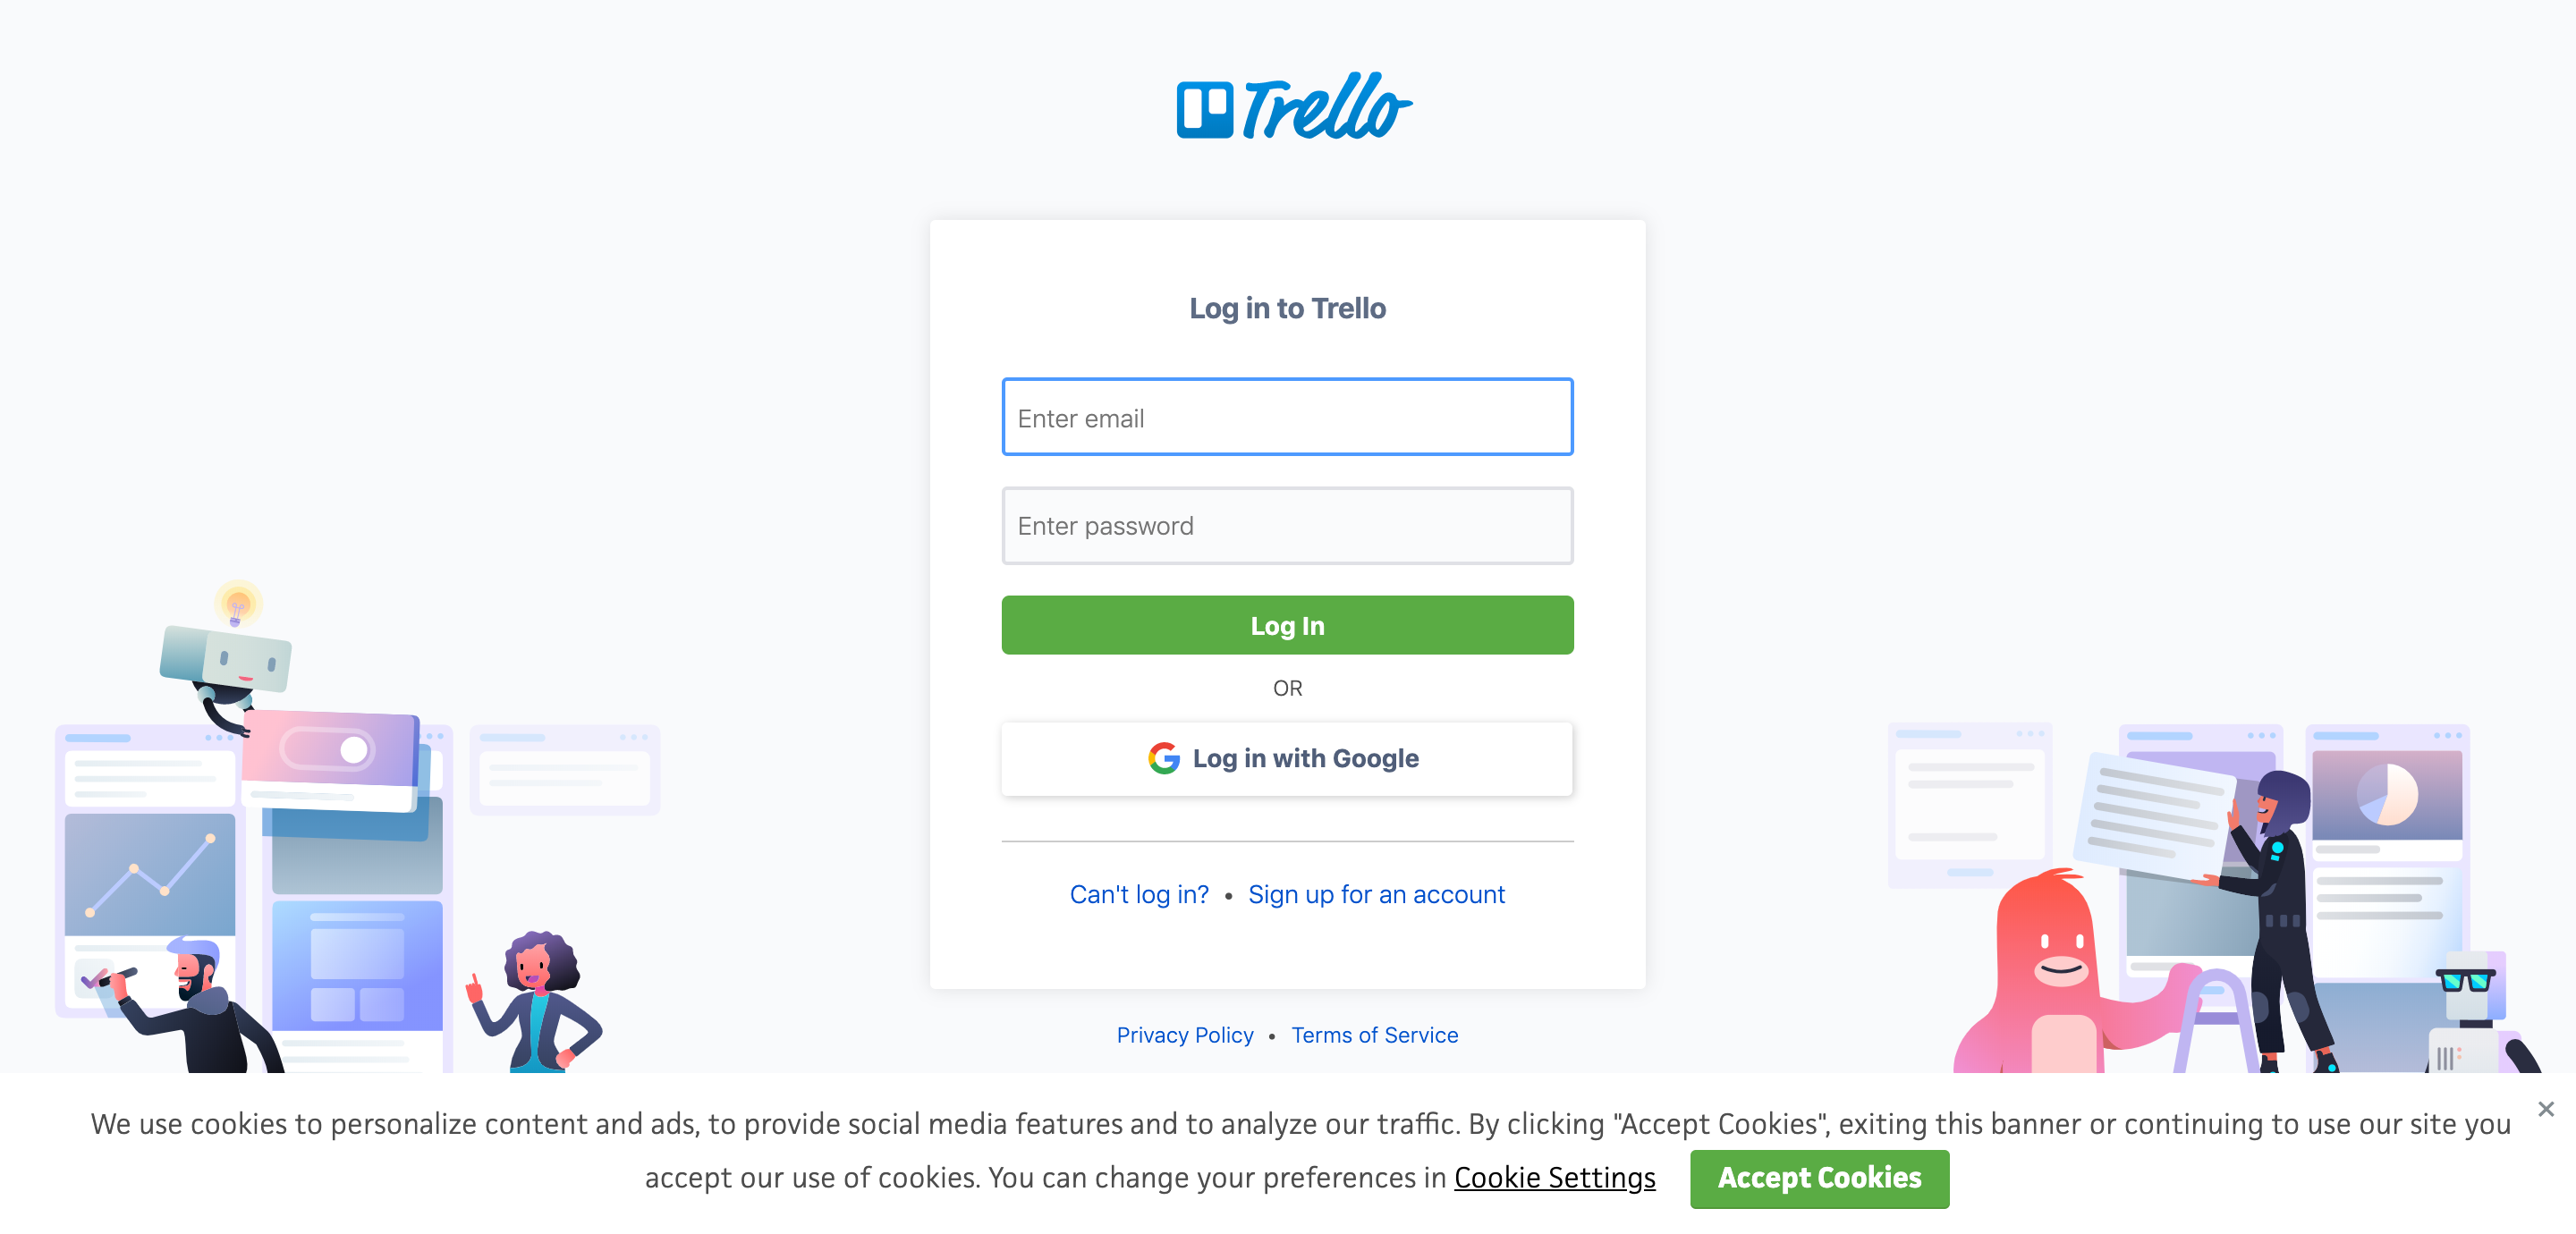 Trello
Log in to Trello
Enter email
Enter password
Log In
OR
Log in with Google
Can't log in? • Sign up for an account
Privacy Policy • Terms of Service
We use cookies to personalize content and ads, to provide social media features and to analyze our traffic. By clicking "Accept Cookies", exiting this banner or continuing to use our site you
accept our use of cookies. You can change your preferences in Cookie Settings Accept Cookies